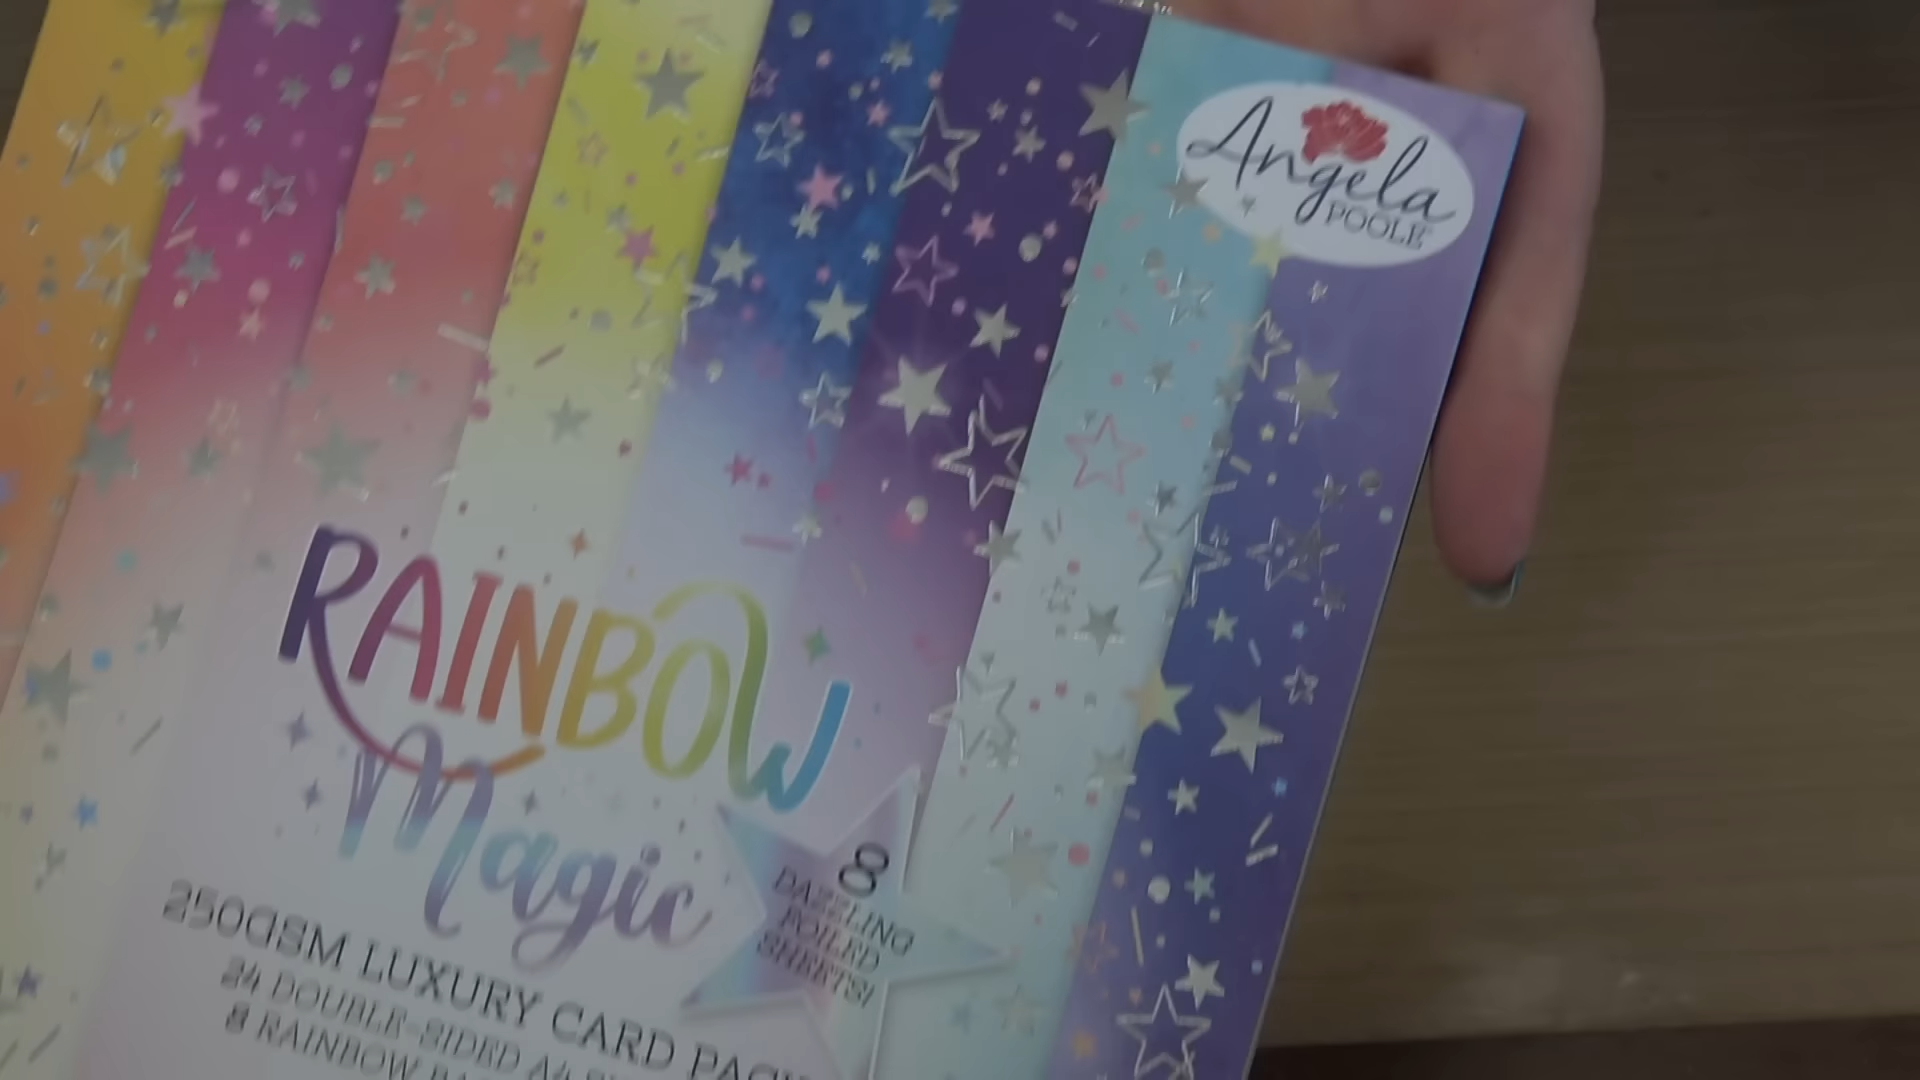 Angela
POOLE
RAINBOW
Magic
8
DAZZLING
FOILED
SHEETS!
250GSM LUXURY CARD PACK
24 DOUBLE-SIDED A4
8 RAINBOW